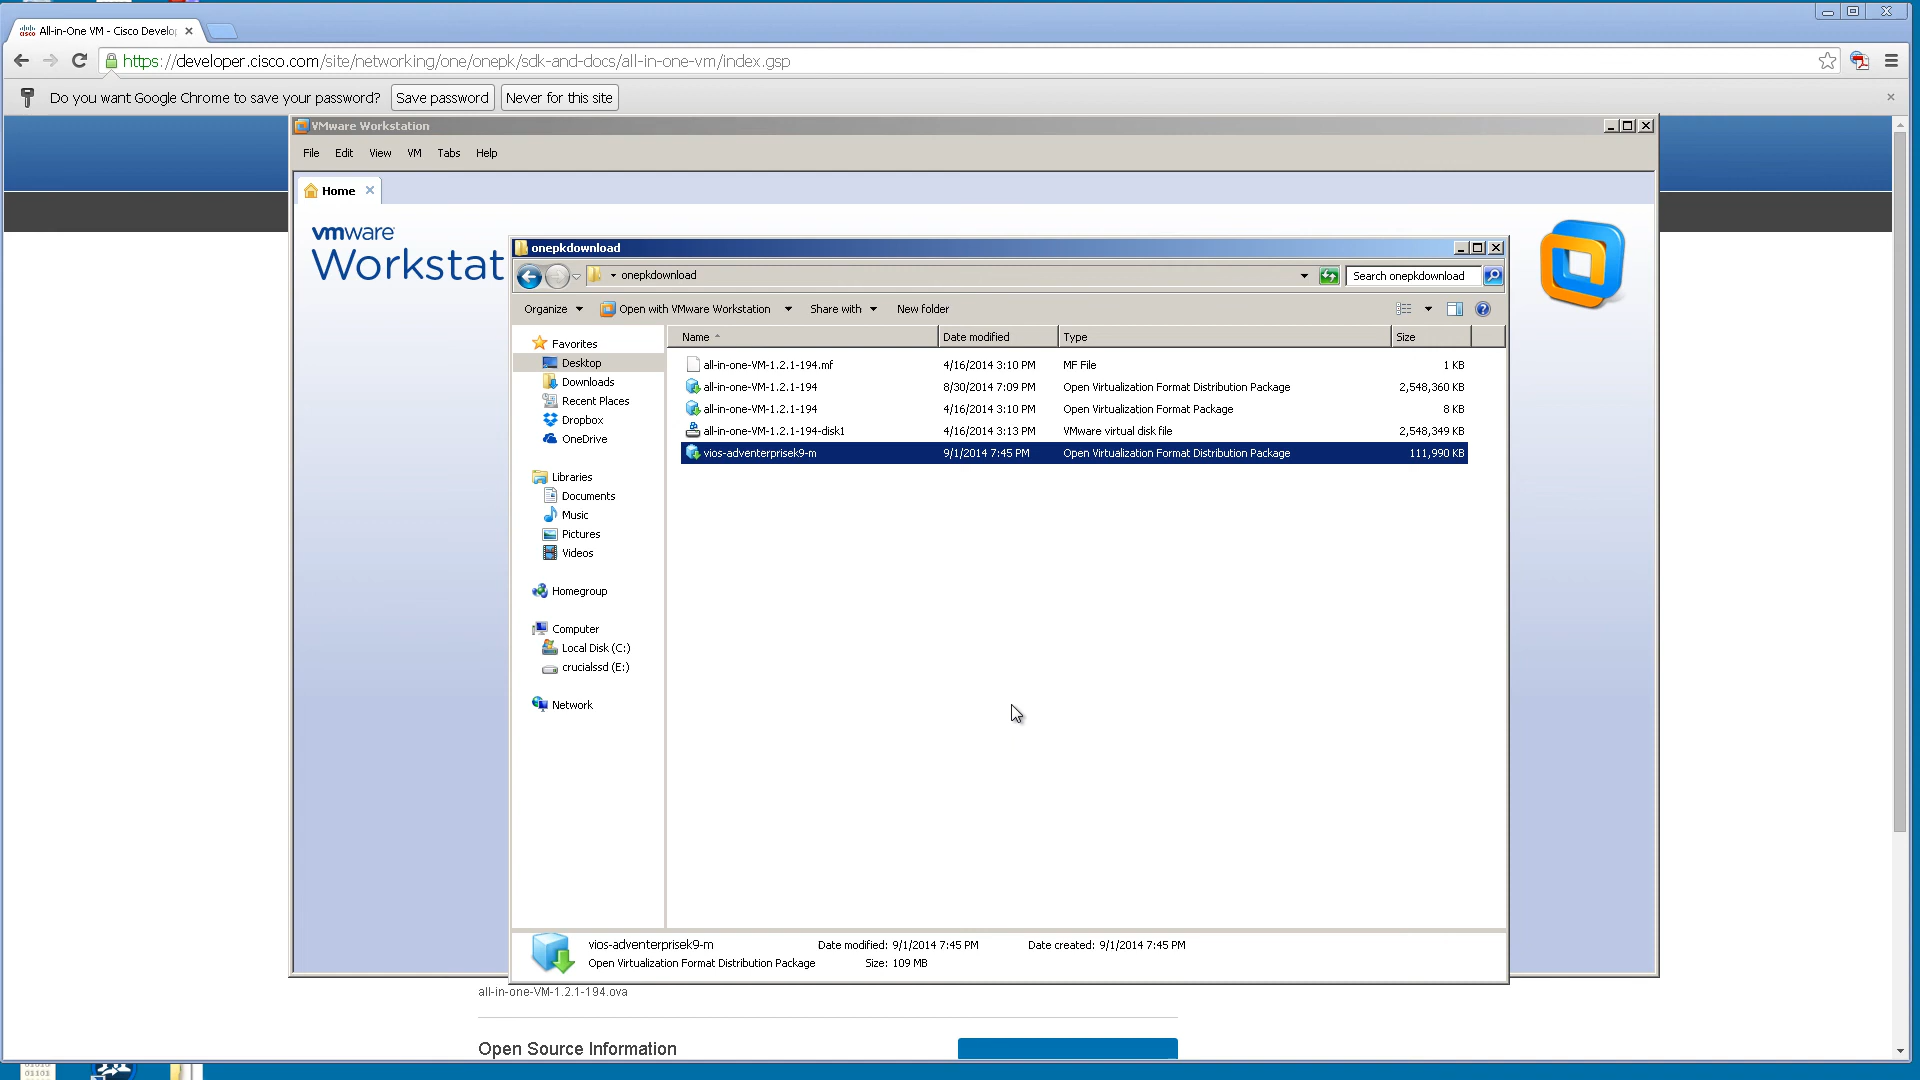 All-in-One VM - Cisco Develop
https://developer.cisco.com/site/networking/one/onepk/sdk-and-docs/all-in-one-vm/index.gsp
Do you want Google Chrome to save your password? Save password Never for this site
VMware Workstation
File Edit View VM Tabs Help
Home
vmware
Workstat
onepkdownload
onepkdownload Search onepkdownload
Organize Open with VMware Workstation Share with New folder
Name Date modified Type Size
Favorites
Desktop
Downloads
Recent Places
Dropbox
OneDrive
Libraries
Documents
Music
Pictures
Videos
Homegroup
Computer
Local Disk (C:)
crucialssd (E:)
Network
all-in-one-VM-1.2.1-194.mf 4/16/2014 3:10 PM MF File 1 KB
all-in-one-VM-1.2.1-194 8/30/2014 7:09 PM Open Virtualization Format Distribution Package 2,548,360 KB
all-in-one-VM-1.2.1-194 4/16/2014 3:10 PM Open Virtualization Format Package 8 KB
all-in-one-VM-1.2.1-194-disk1 4/16/2014 3:13 PM VMware virtual disk file 2,548,349 KB
vios-adventerprisek9-m 9/1/2014 7:45 PM Open Virtualization Format Distribution Package 111,990 KB
vios-adventerprisek9-m Date modified: 9/1/2014 7:45 PM Date created: 9/1/2014 7:45 PM
Open Virtualization Format Distribution Package Size: 109 MB
all-in-one-VM-1.2.1-194.ova
Open Source Information